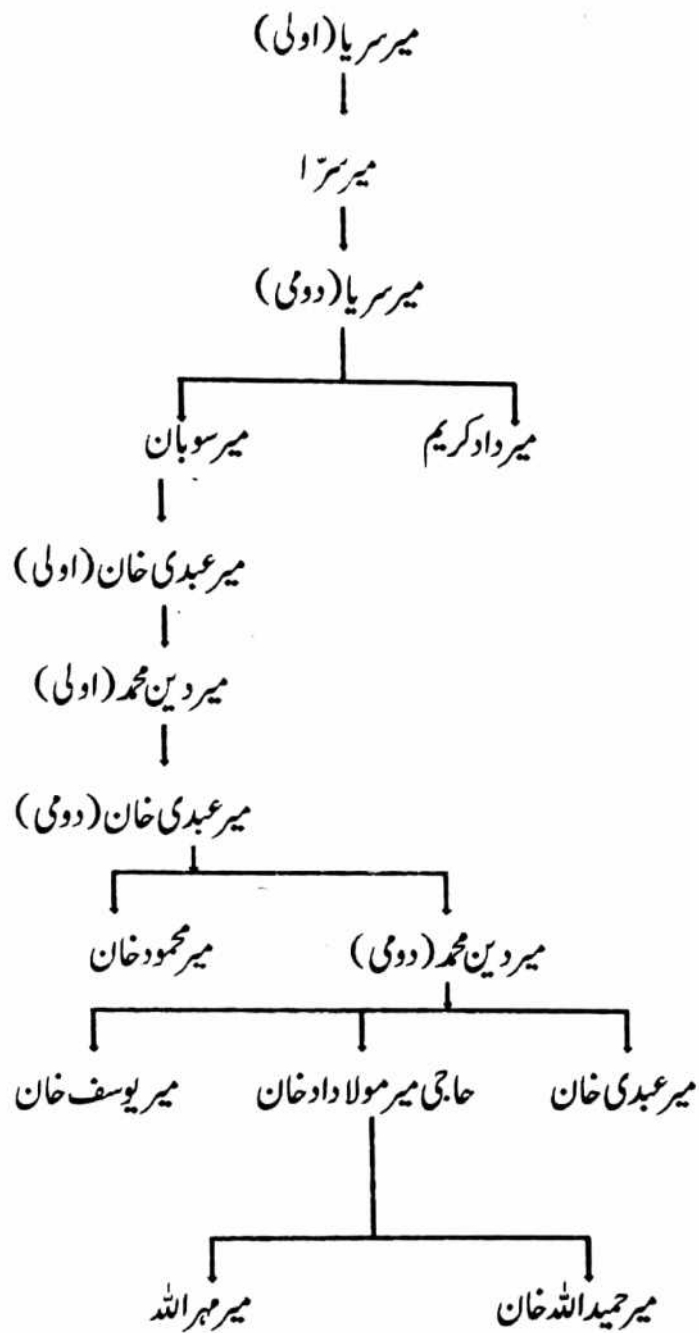 میر سریا (اولی)
میر سرّا
میر سریا (دومی)
میر داد کریم میر سوبان
میر عبدی خان (اولی)
میر دین محمد (اولی)
میر عبدی خان (دومی)
میر دین محمد (دومی) میر محمود خان
میر عبدی خان حاجی میر مولا داد خان میر یوسف خان
میر حمید اللہ خان میر مہر اللہ